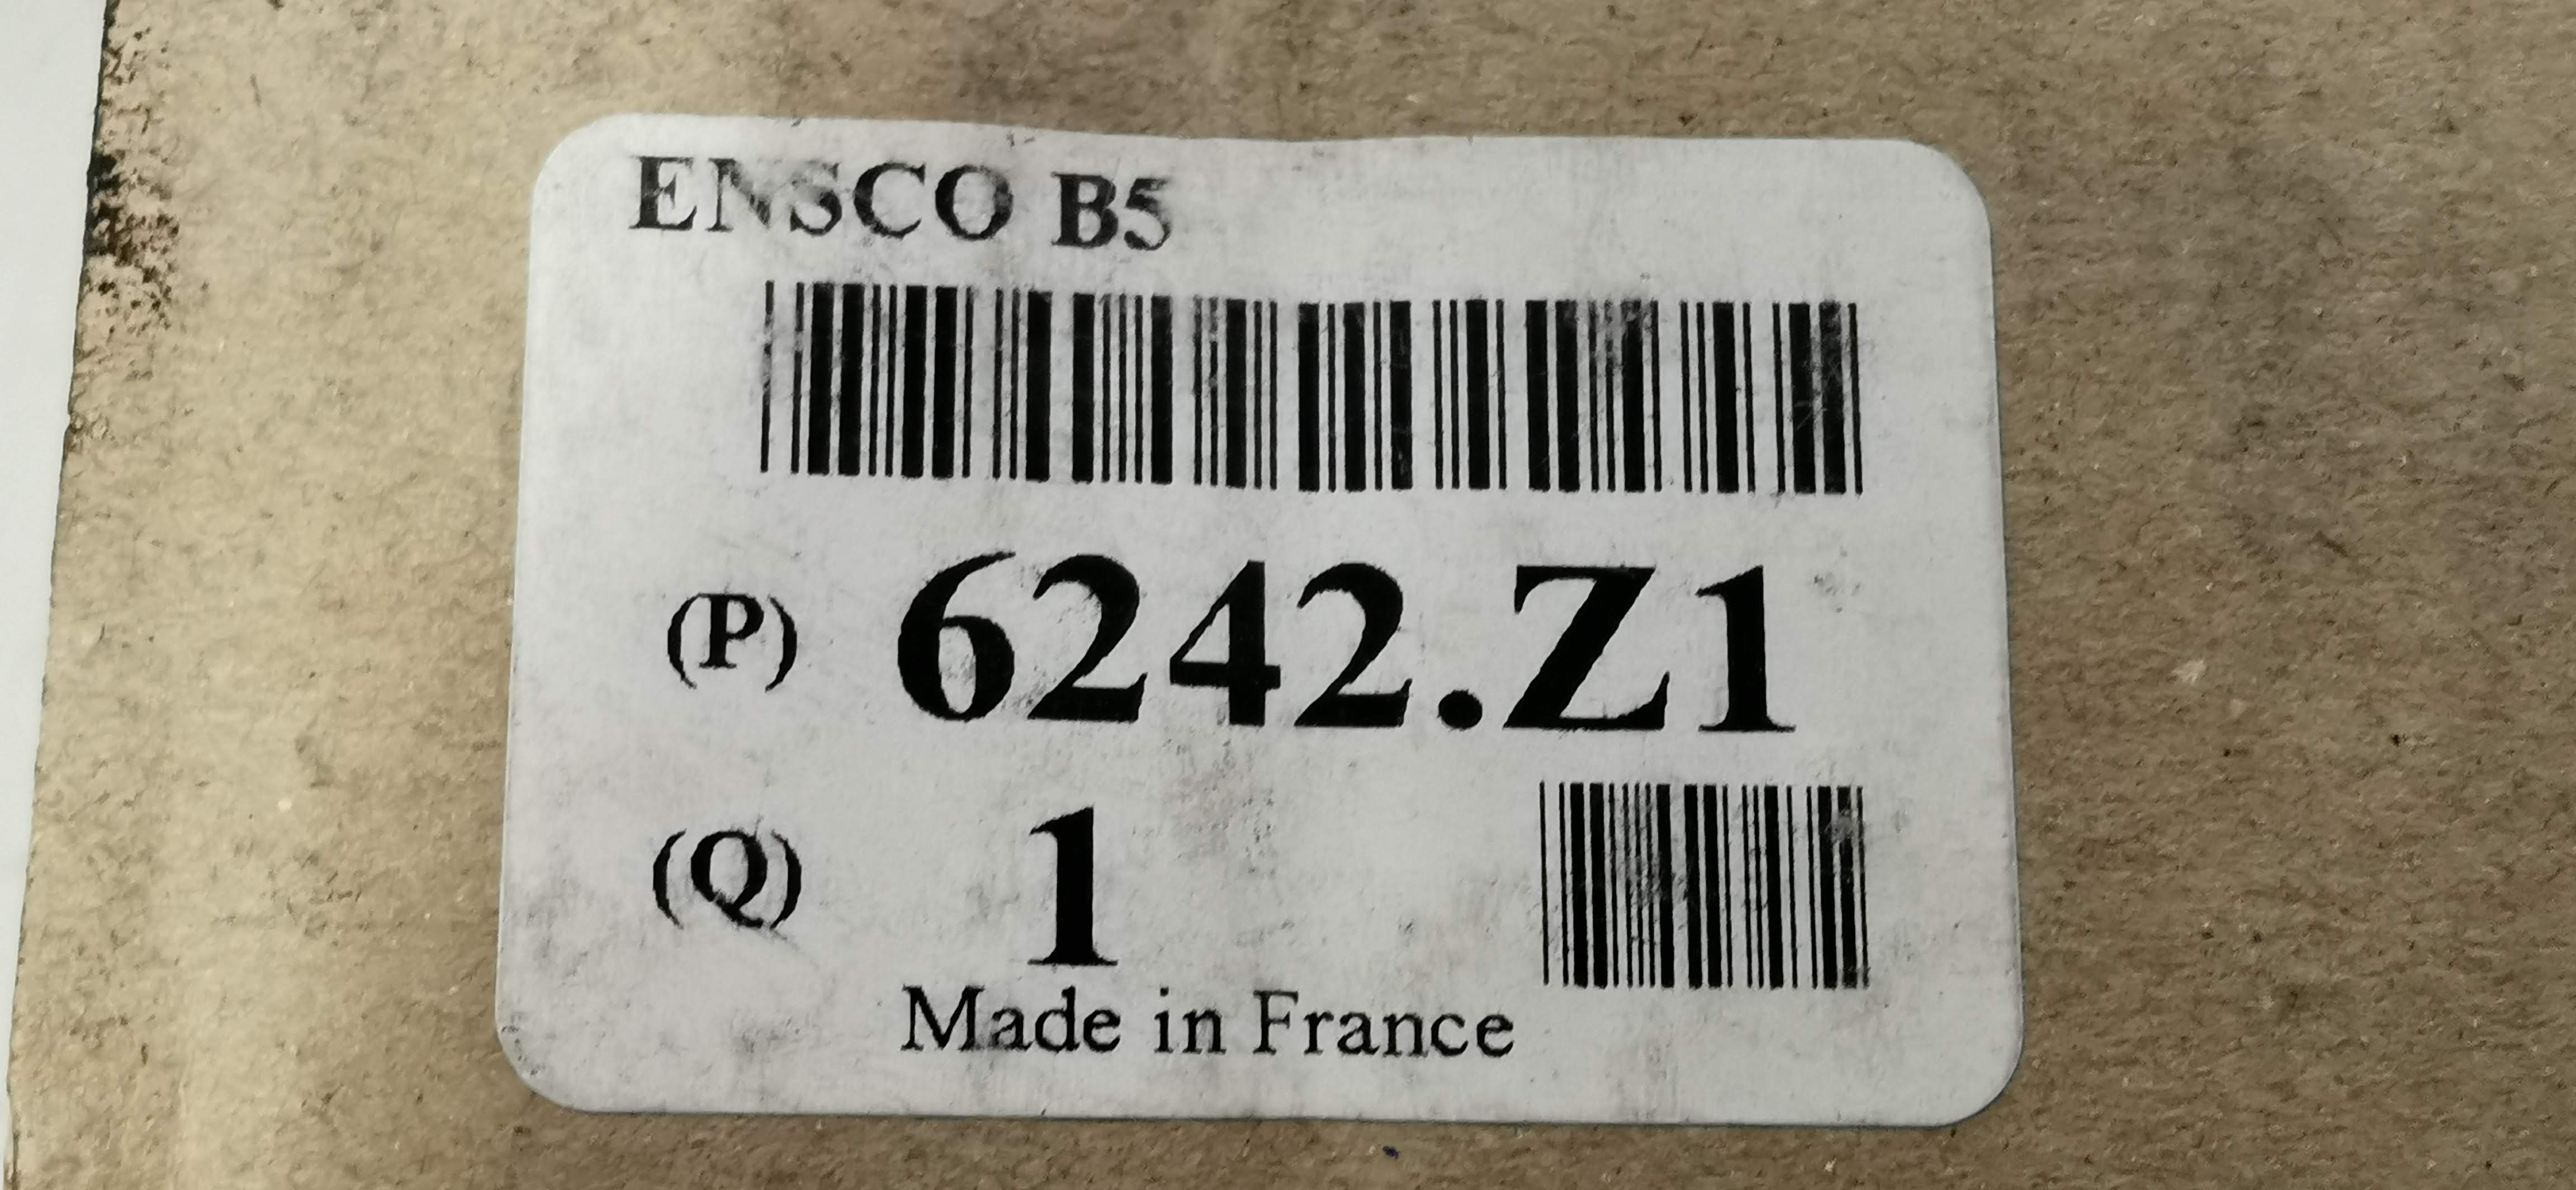 ENSCO B5
(P) 6242.Z1
(Q) 1
Made in France